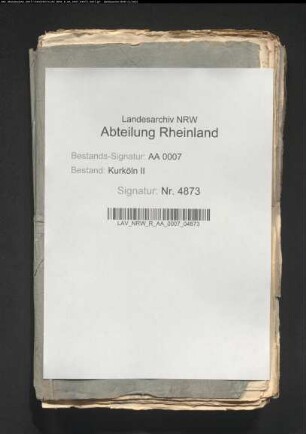 Landesarchiv NRW
Abteilung Rheinland
Bestands-Signatur: AA 0007
Bestand: Kurköln II
Signatur: Nr. 4873
LAV_NRW_R_AA_0007_04873